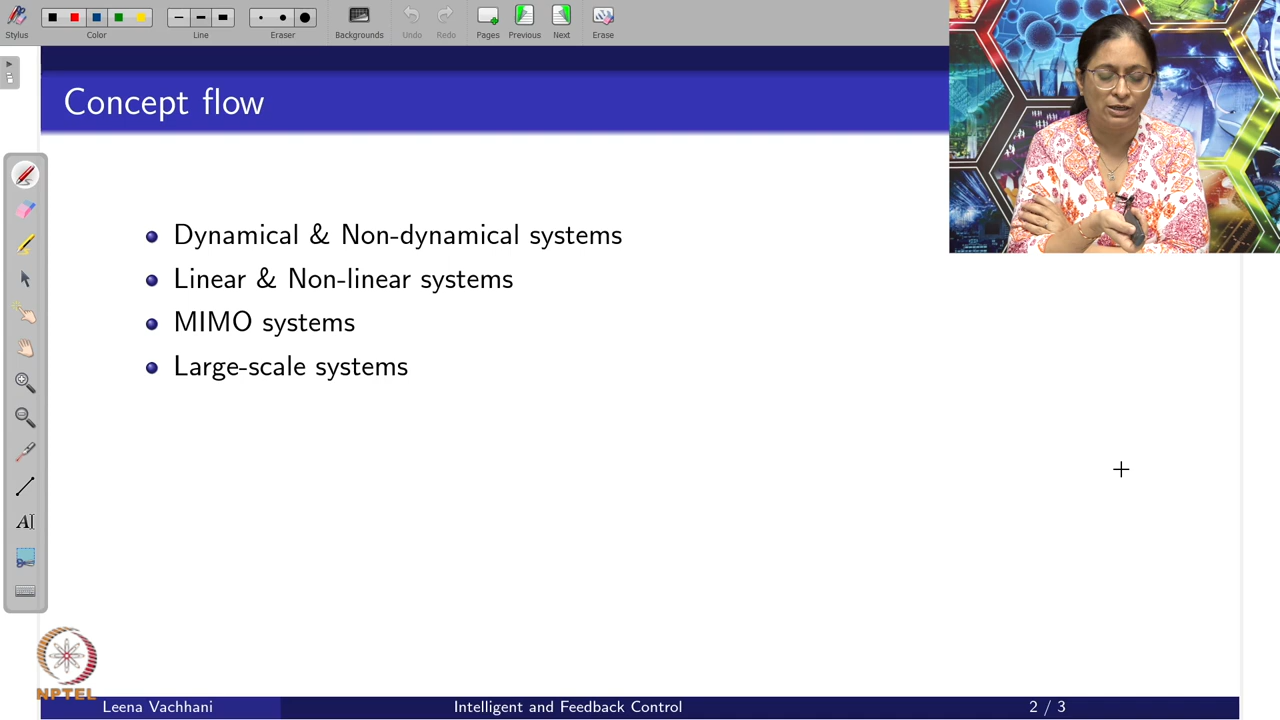 Stylus
Color
Line
Eraser
Backgrounds
Undo
Redo
Pages
Previous
Next
Erase
Concept flow
Dynamical & Non-dynamical systems
Linear & Non-linear systems
MIMO systems
Large-scale systems
A
NPTEL
Leena Vachhani
Intelligent and Feedback Control
2 / 3